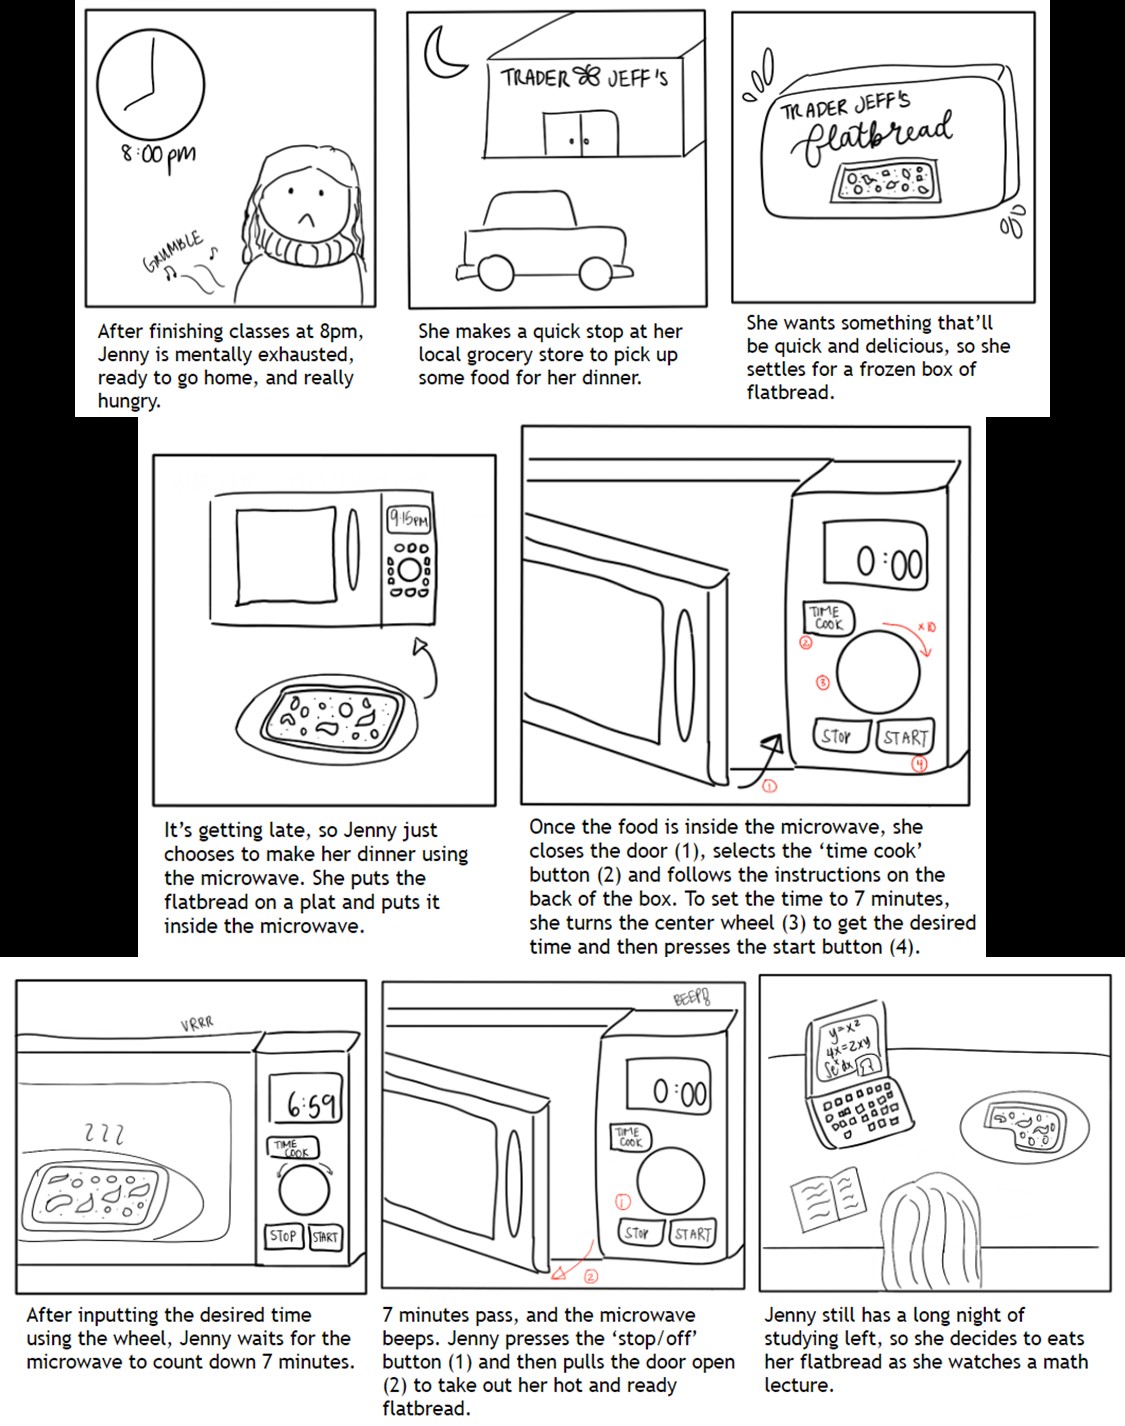 8:00 pm
GRUMBLE
After finishing classes at 8pm,
Jenny is mentally exhausted,
ready to go home, and really
hungry.
TRADER JEFF'S
She makes a quick stop at her
local grocery store to pick up
some food for her dinner.
TRADER JEFF'S
flatbread
She wants something that'll
be quick and delicious, so she
settles for a frozen box of
flatbread.
9:15PM
It's getting late, so Jenny just
chooses to make her dinner using
the microwave. She puts the
flatbread on a plat and puts it
inside the microwave.
0:00
TIME
COOK
x10
2
3
STOP
START
4
1
Once the food is inside the microwave, she
closes the door (1), selects the 'time cook'
button (2) and follows the instructions on the
back of the box. To set the time to 7 minutes,
she turns the center wheel (3) to get the desired
time and then presses the start button (4).
VRRR
6:59
TIME
COOK
STOP
START
After inputting the desired time
using the wheel, Jenny waits for the
microwave to count down 7 minutes.
BEEP!!
0:00
TIME
COOK
1
STOP
START
2
7 minutes pass, and the microwave
beeps. Jenny presses the 'stop/off'
button (1) and then pulls the door open
(2) to take out her hot and ready
flatbread.
y=x²
4x=2xy
∫eˣdx
Jenny still has a long night of
studying left, so she decides to eats
her flatbread as she watches a math
lecture.